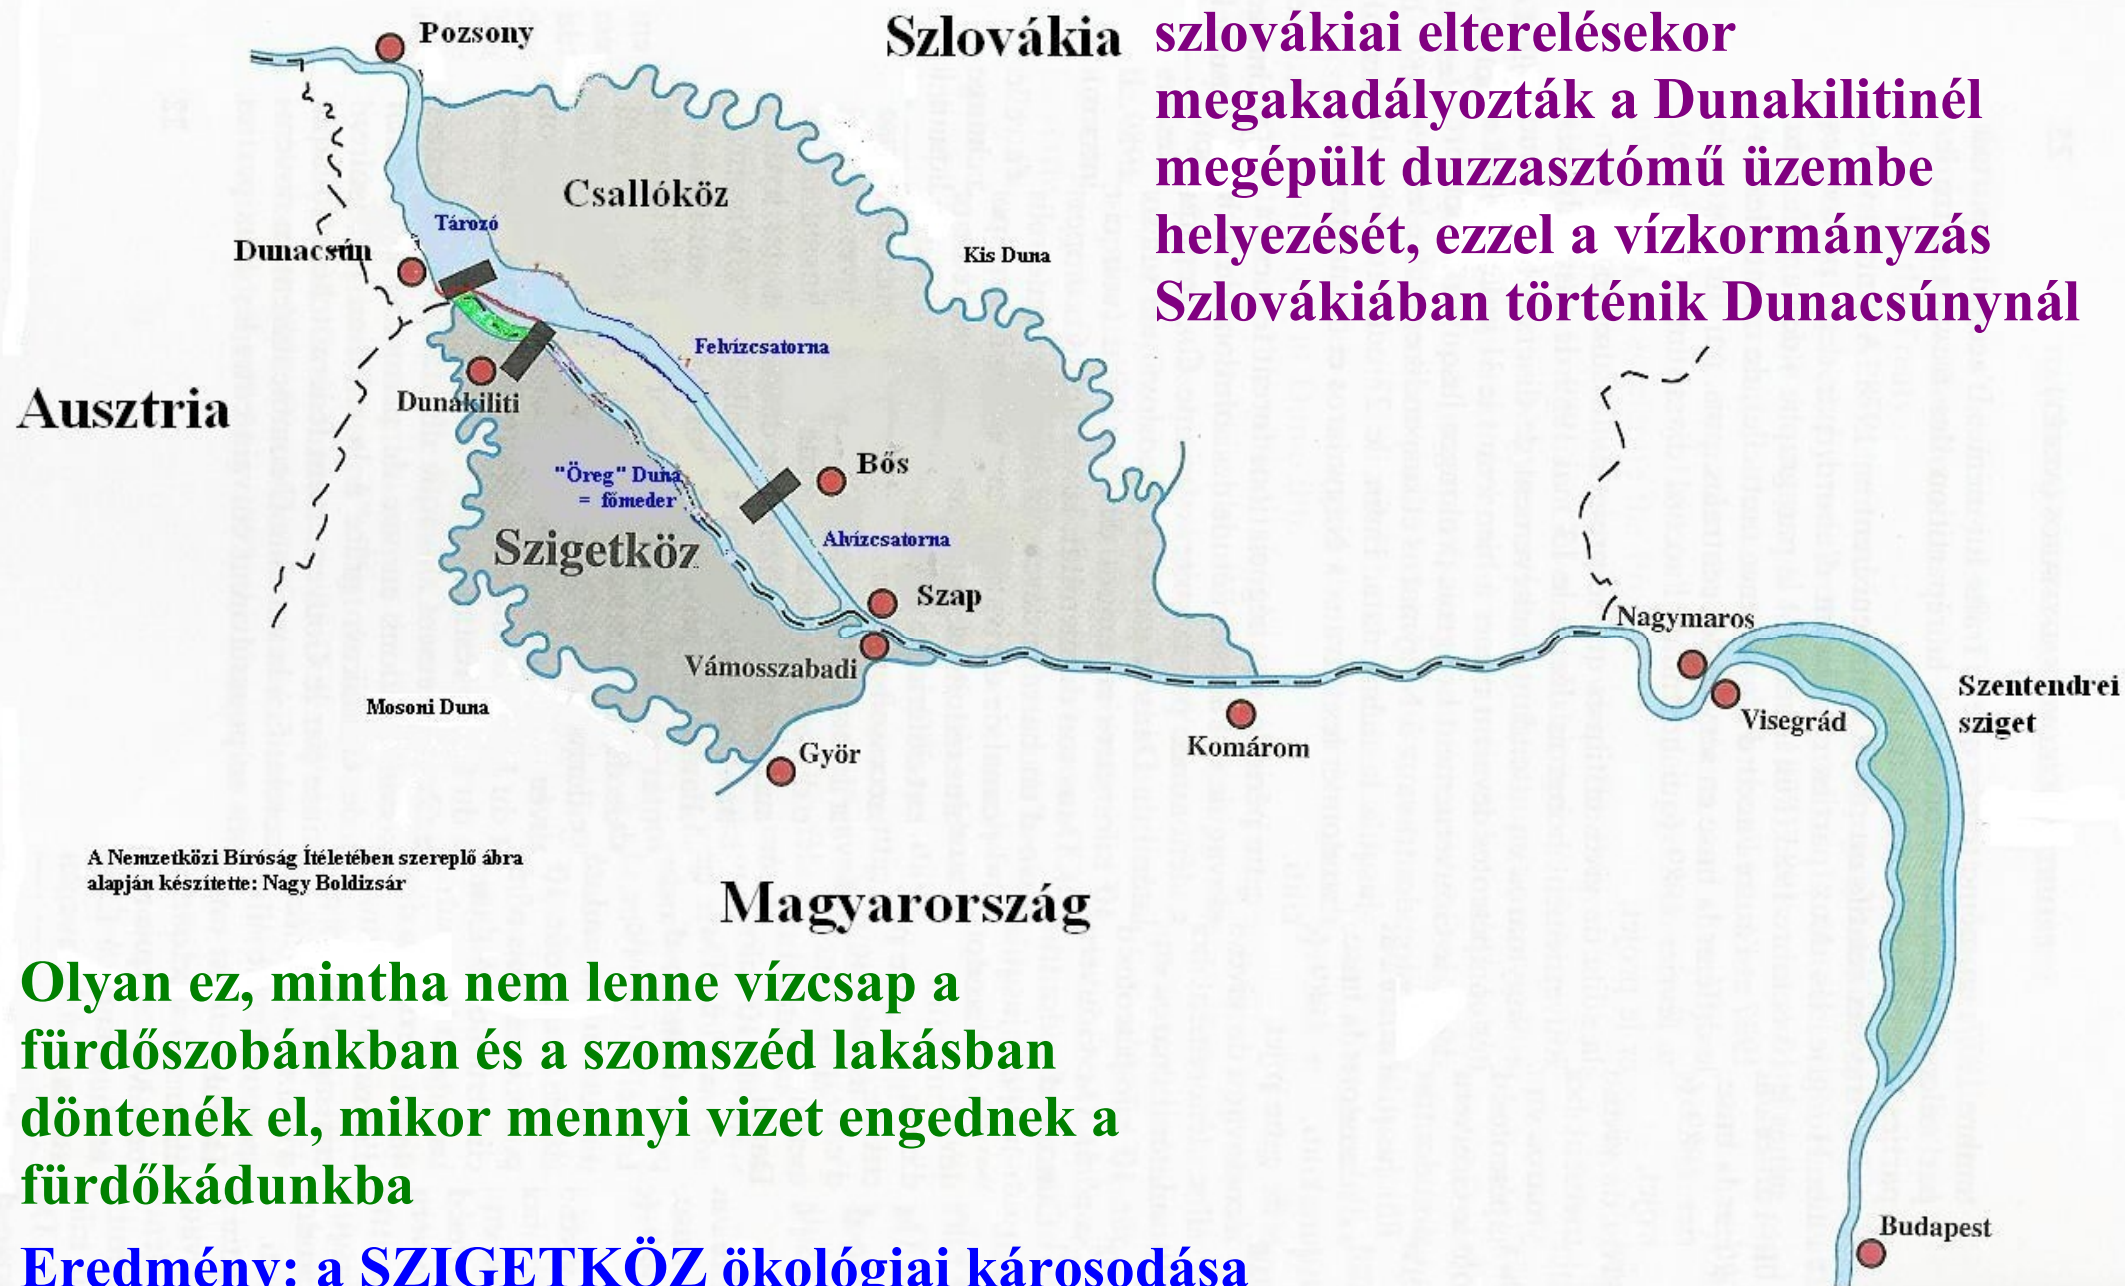 Pozsony
Szlovákia
szlovákiai elterelésekor
megakadályozták a Dunakilitinél
megépült duzzasztómű üzembe
helyezését, ezzel a vízkormányzás
Szlovákiában történik Dunacsúnynál
Csallóköz
Tározó
Dunacsún
Kis Duna
Felvízcsatorna
Ausztria
Dunakiliti
"Öreg" Duna
= főmeder
Bős
Szigetköz
Alvízcsatorna
Szap
Nagymaros
Vámosszabadi
Szentendrei
sziget
Mosoni Duna
Visegrád
Komárom
Györ
A Nemzetközi Bíróság Ítéletében szereplő ábra
alapján készítette: Nagy Boldizsár
Magyarország
Olyan ez, mintha nem lenne vízcsap a
fürdőszobánkban és a szomszéd lakásban
döntenék el, mikor mennyi vizet engednek a
fürdőkádunkba
Budapest
Eredmény: a SZIGETKÖZ ökológiai károsodása